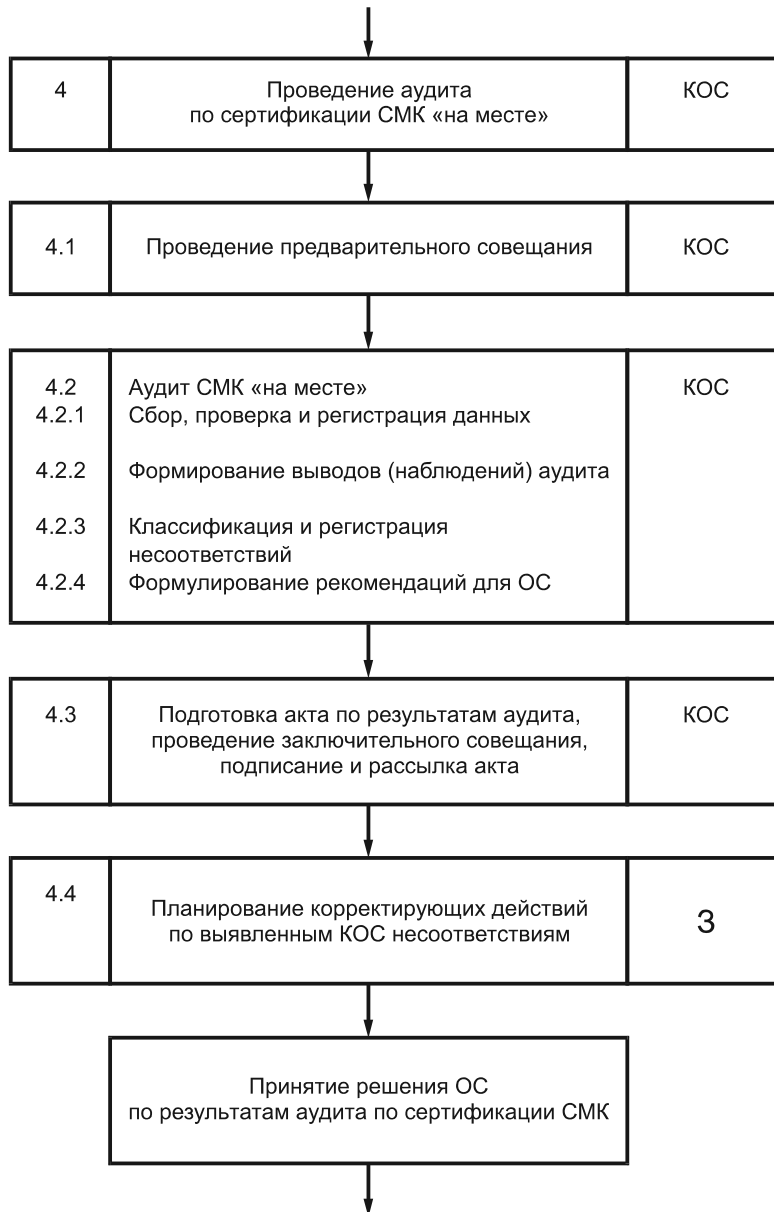 4 Проведение аудита КОС
по сертификации СМК «на месте»
4.1 Проведение предварительного совещания КОС
4.2 Аудит СМК «на месте» КОС
4.2.1 Сбор, проверка и регистрация данных
4.2.2 Формирование выводов (наблюдений) аудита
4.2.3 Классификация и регистрация
несоответствий
4.2.4 Формулирование рекомендаций для ОС
4.3 Подготовка акта по результатам аудита, КОС
проведение заключительного совещания,
подписание и рассылка акта
4.4
Планирование корректирующих действий
по выявленным КОС несоответствиям
З
Принятие решения ОС
по результатам аудита по сертификации СМК